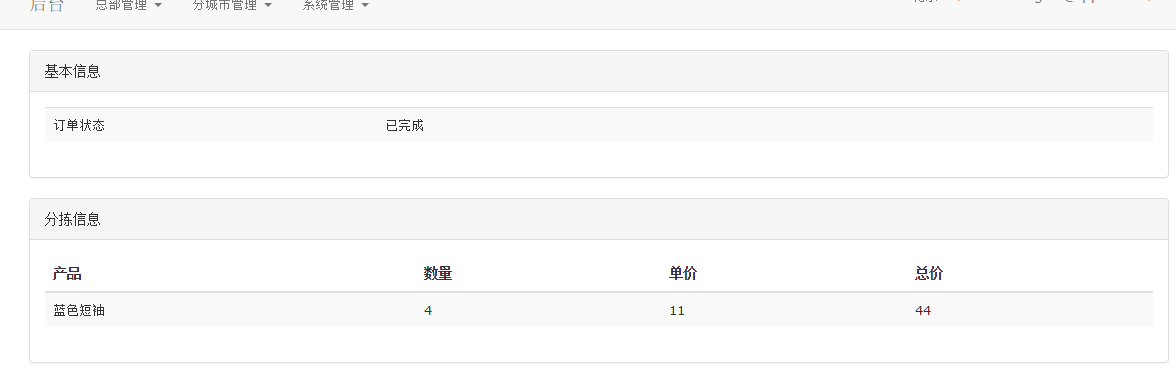 后台 总部管理 分城市管理 系统管理
基本信息
订单状态 已完成
分拣信息
产品 数量 单价 总价
蓝色短袖 4 11 44